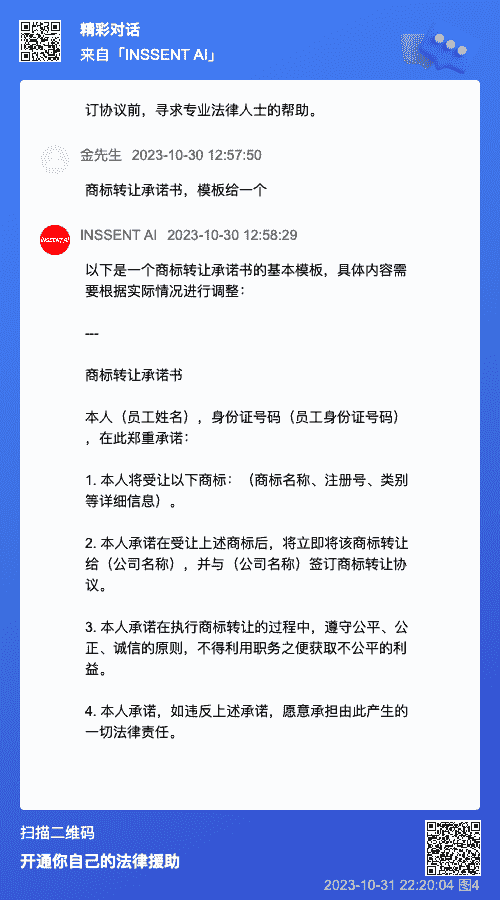 精彩对话
来自「INSSENT AI」
订协议前，寻求专业法律人士的帮助。
金先生 2023-10-30 12:57:50
商标转让承诺书，模板给一个
INSSENT AI
INSSENT AI 2023-10-30 12:58:29
以下是一个商标转让承诺书的基本模板，具体内容需
要根据实际情况进行调整：
---
商标转让承诺书
本人（员工姓名），身份证号码（员工身份证号码）
，在此郑重承诺：
1. 本人将受让以下商标：（商标名称、注册号、类别
等详细信息）。
2. 本人承诺在受让上述商标后，将立即将该商标转让
给（公司名称），并与（公司名称）签订商标转让协
议。
3. 本人承诺在执行商标转让的过程中，遵守公平、公
正、诚信的原则，不得利用职务之便获取不公平的利
益。
4. 本人承诺，如违反上述承诺，愿意承担由此产生的
一切法律责任。
扫描二维码
开通你自己的法律援助
2023-10-31 22:20:04 图4